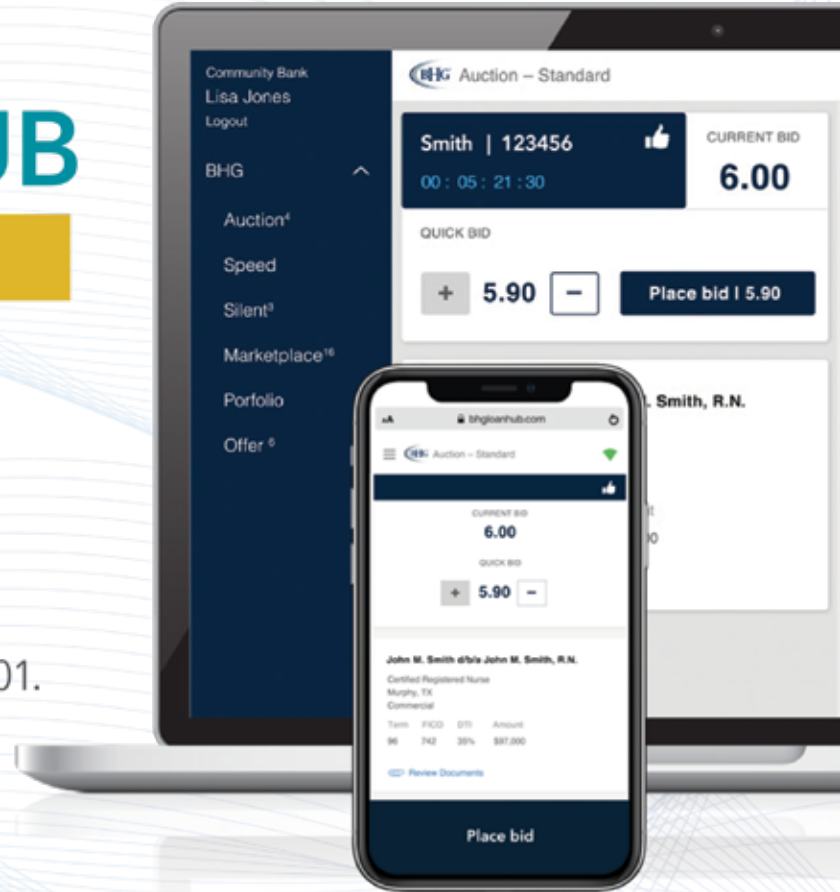 UB
01.
Community Bank
Lisa Jones
Logout
BHG
Auction⁴
Speed
Silent³
Marketplace¹⁶
Porfolio
Offer ⁶
BHG Auction – Standard
Smith | 123456
00 : 05 : 21 : 30
CURRENT BID
6.00
QUICK BID
+ 5.90 −
Place bid | 5.90
. Smith, R.N.
AA bhgloanhub.com
BHG Auction – Standard
CURRENT BID
6.00
QUICK BID
+ 5.90 −
John M. Smith d/b/a John M. Smith, R.N.
Certified Registered Nurse
Murphy, TX
Commercial
Term FICO DTI Amount
96 742 35% $97,000
Review Documents
Place bid